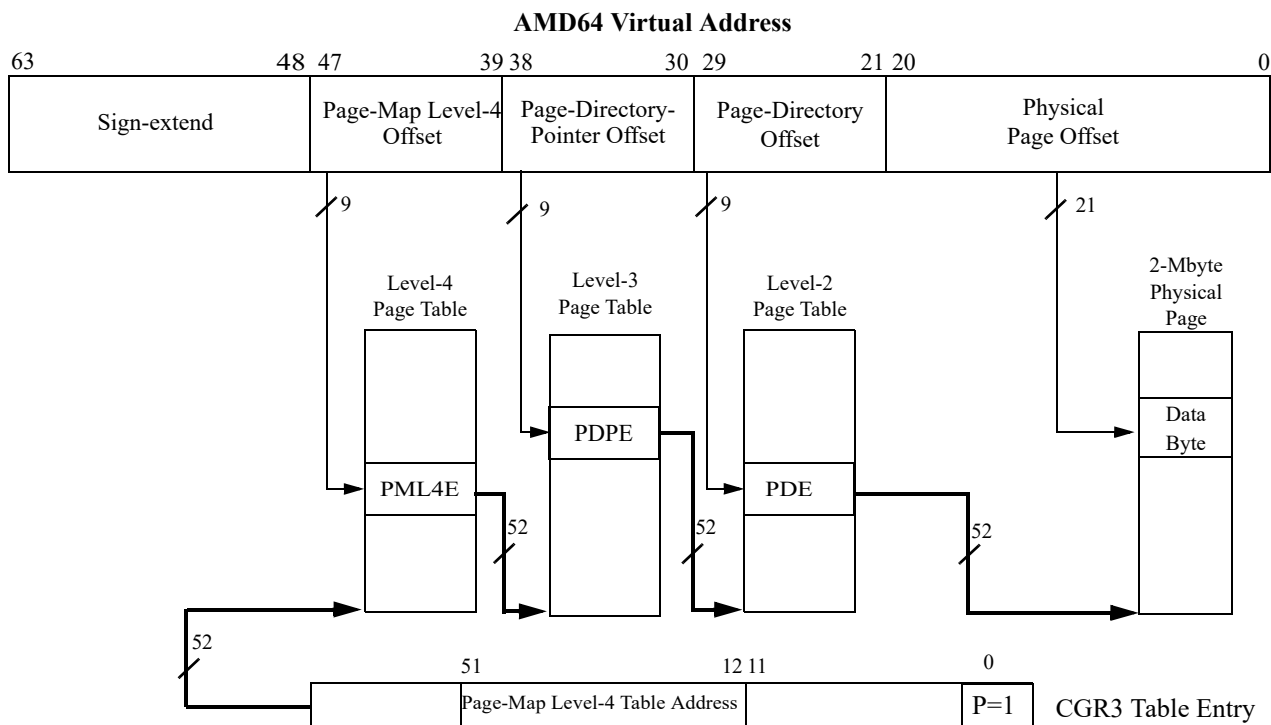 AMD64 Virtual Address
63 48 47 39 38 30 29 21 20 0
Sign-extend
Page-Map Level-4
Offset
Page-Directory-
Pointer Offset
Page-Directory
Offset
Physical
Page Offset
9
9
9
21
Level-4
Page Table
Level-3
Page Table
Level-2
Page Table
2-Mbyte
Physical
Page
PDPE
Data
Byte
PML4E
PDE
52
52
52
52
51 12 11 0
Page-Map Level-4 Table Address
P=1
CGR3 Table Entry